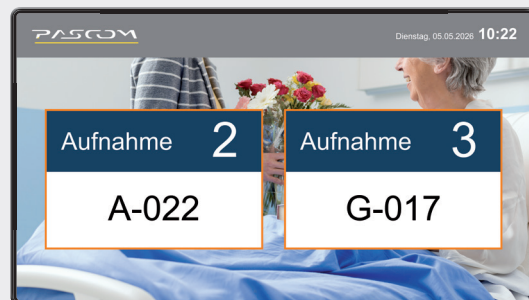 PASCOM
Dienstag, 05.05.2026 10:22
Aufnahme 2
A-022
Aufnahme 3
G-017